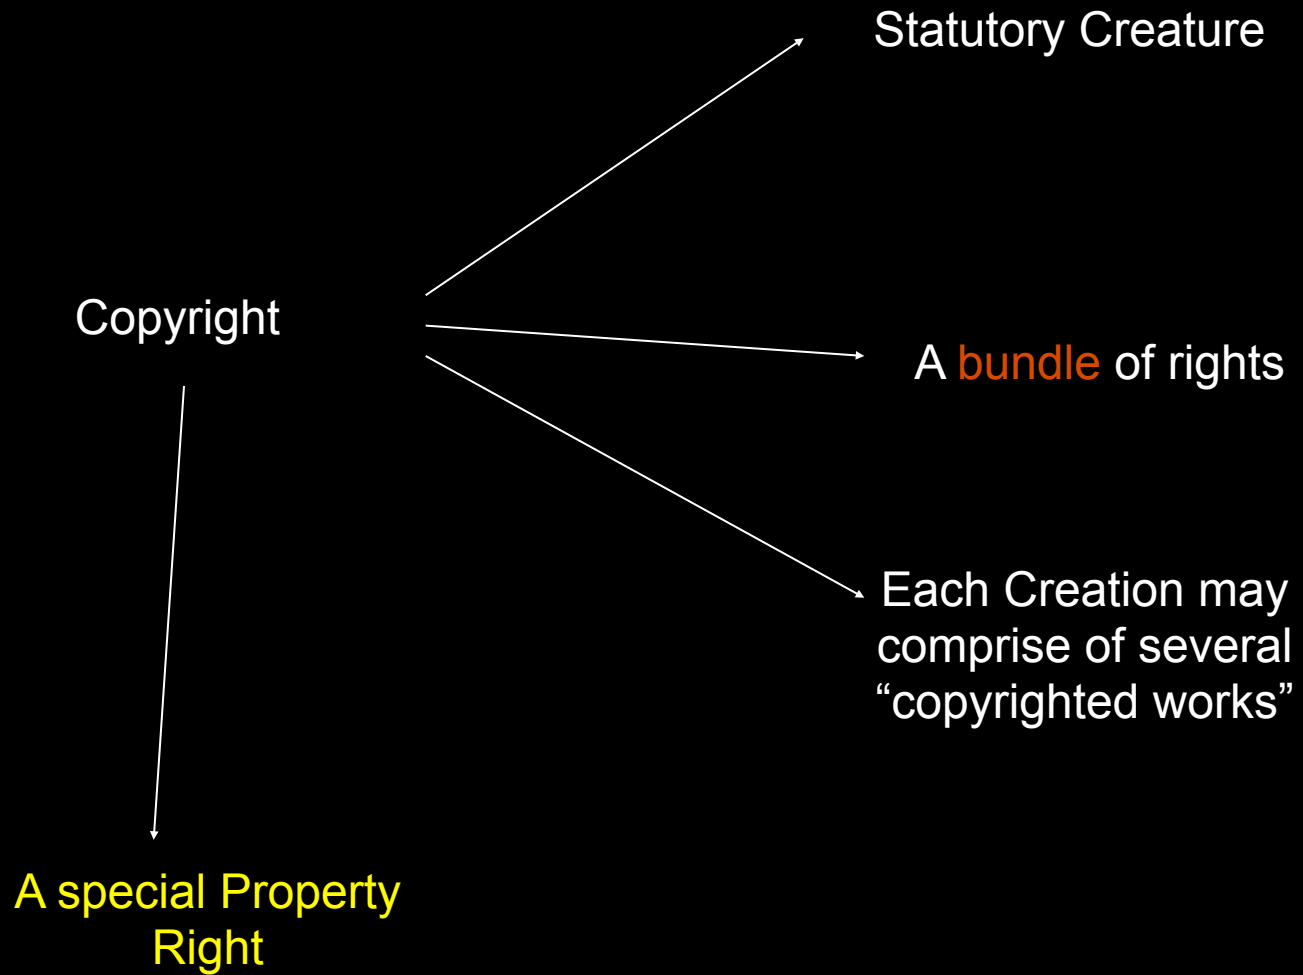 Statutory Creature
Copyright
A bundle of rights
Each Creation may
comprise of several
“copyrighted works”
A special Property
Right